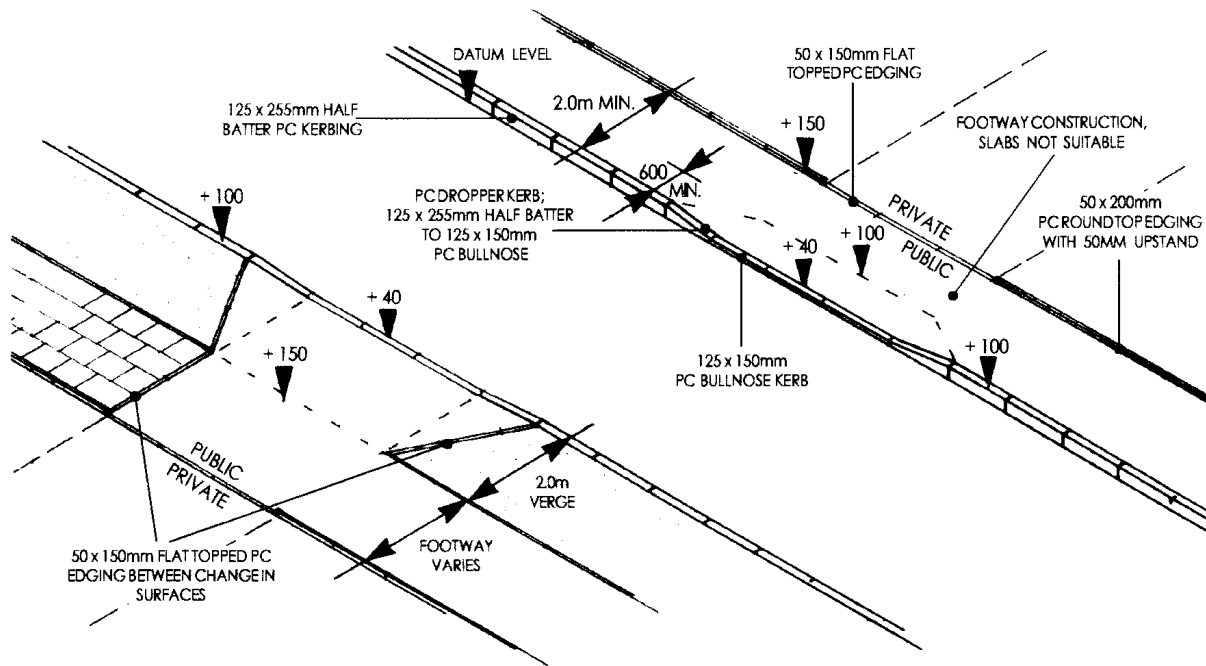 DATUM LEVEL
50 x 150mm FLAT
TOPPED PC EDGING
125 x 255mm HALF
BATTER PC KERBING
2.0m MIN.
+ 150
FOOTWAY CONSTRUCTION,
SLABS NOT SUITABLE
+ 100
600
MIN.
PC DROPPER KERB;
125 x 255mm HALF BATTER
TO 125 x 150mm
PC BULLNOSE
PRIVATE
PUBLIC
50 x 200mm
PC ROUND TOP EDGING
WITH 50MM UPSTAND
+ 100
+ 40
+ 40
+ 150
+ 100
125 x 150mm
PC BULLNOSE KERB
PUBLIC
PRIVATE
2.0m
VERGE
FOOTWAY
VARIES
50 x 150mm FLAT TOPPED PC
EDGING BETWEEN CHANGE IN
SURFACES